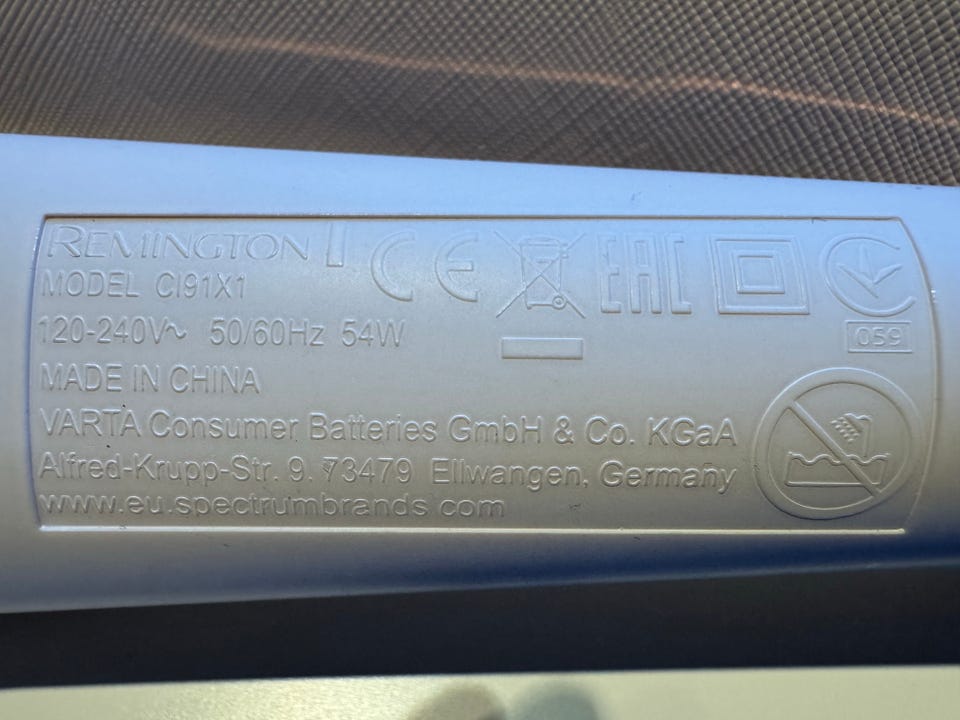 REMINGTON
CE
EAC
MODEL CI91X1
120-240V~ 50/60Hz 54W
059
MADE IN CHINA
VARTA Consumer Batteries GmbH & Co. KGaA
Alfred-Krupp-Str. 9. 73479 Ellwangen, Germany
www.eu.spectrumbrands.com